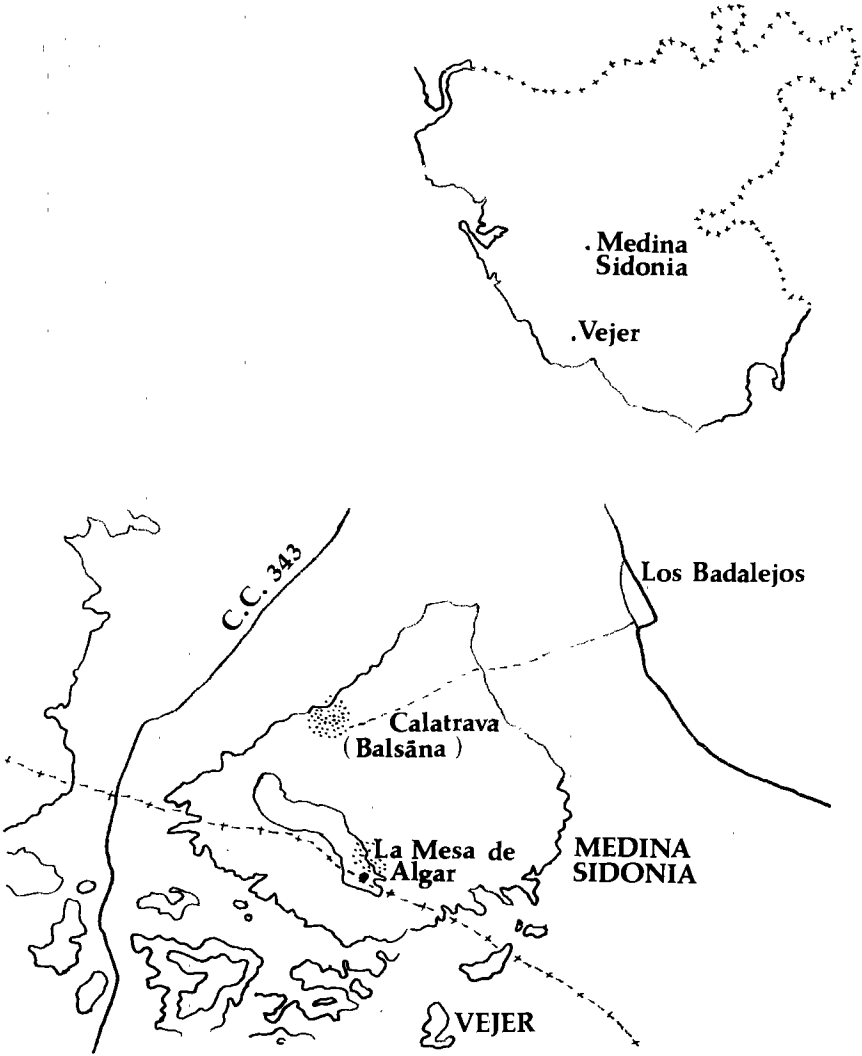 Medina
Sidonia
Vejer
C.C. 343
Los Badalejos
Calatrava
(Balsāna)
La Mesa de
Algar
MEDINA
SIDONIA
VEJER